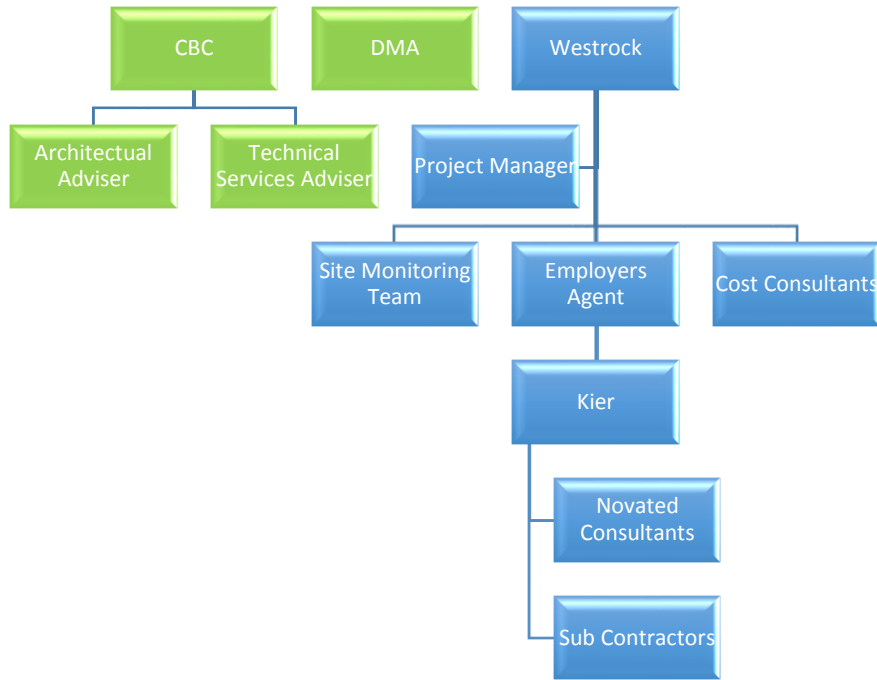 CBC
DMA
Westrock
Architectual
Adviser
Technical
Services Adviser
Project Manager
Site Monitoring
Team
Employers
Agent
Cost Consultants
Kier
Novated
Consultants
Sub Contractors